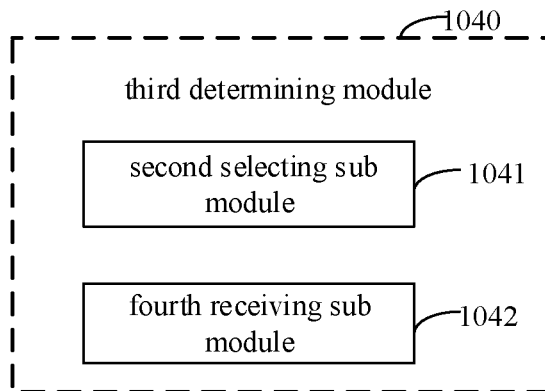 1040
third determining module
second selecting sub
module
1041
fourth receiving sub
module
1042